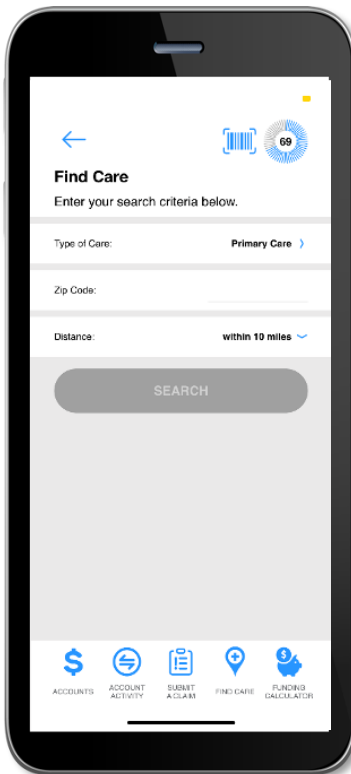 69
Find Care
Enter your search criteria below.
Type of Care:
Primary Care
Zip Code:
Distance:
within 10 miles
SEARCH
ACCOUNTS
ACCOUNT
ACTIVITY
SUBMIT
A CLAIM
FIND CARE
FUNDING
CALCULATOR